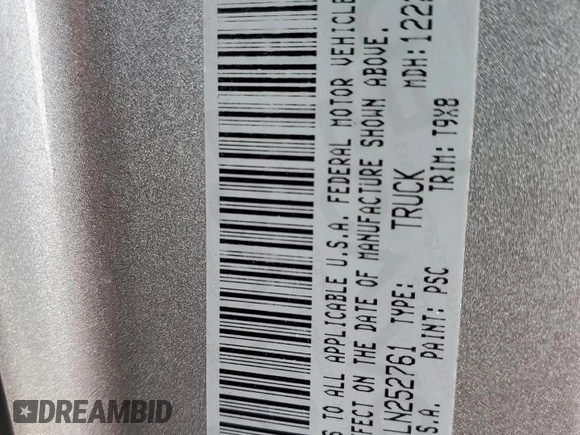 S TO ALL APPLICABLE U.S.A. FEDERAL MOTOR VEHICLE
FFECT ON THE DATE OF MANUFACTURE SHOWN ABOVE.
LN252761 TYPE: TRUCK MDH: 122
S.A. PAINT: PSC TRIM: T9X8
DREAMBID